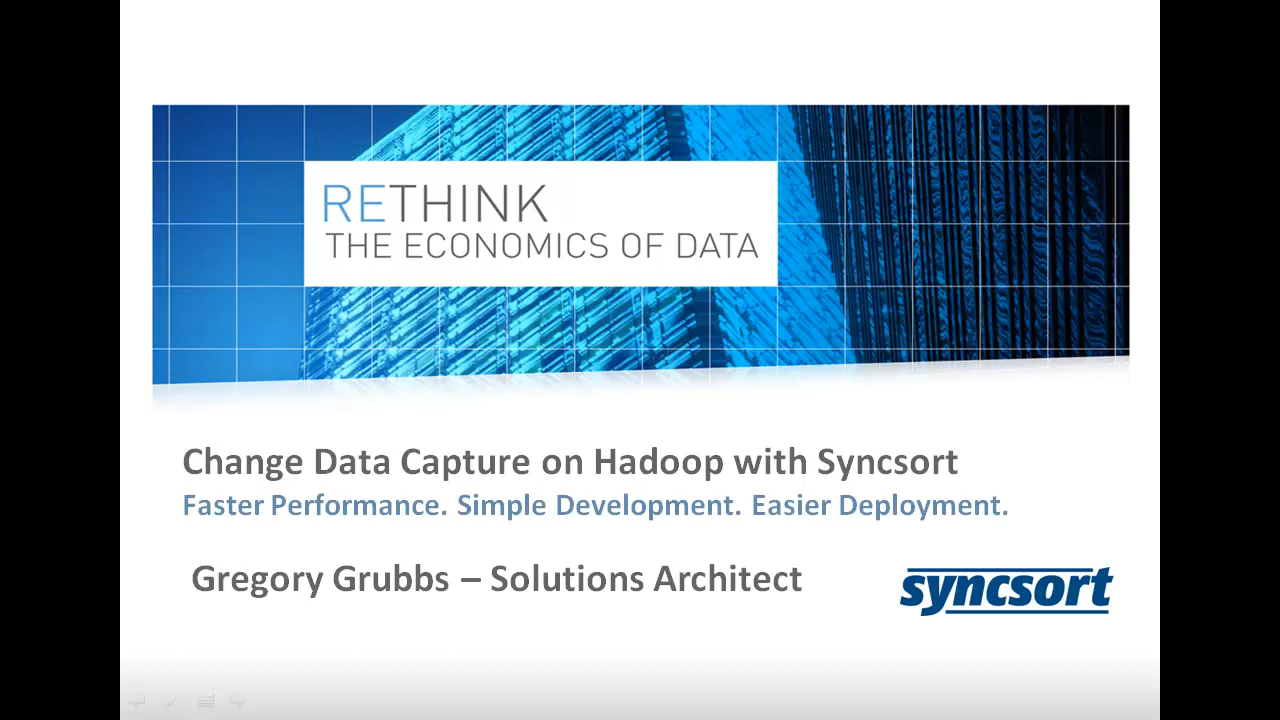 RETHINK
THE ECONOMICS OF DATA
Change Data Capture on Hadoop with Syncsort
Faster Performance. Simple Development. Easier Deployment.
Gregory Grubbs – Solutions Architect
syncsort